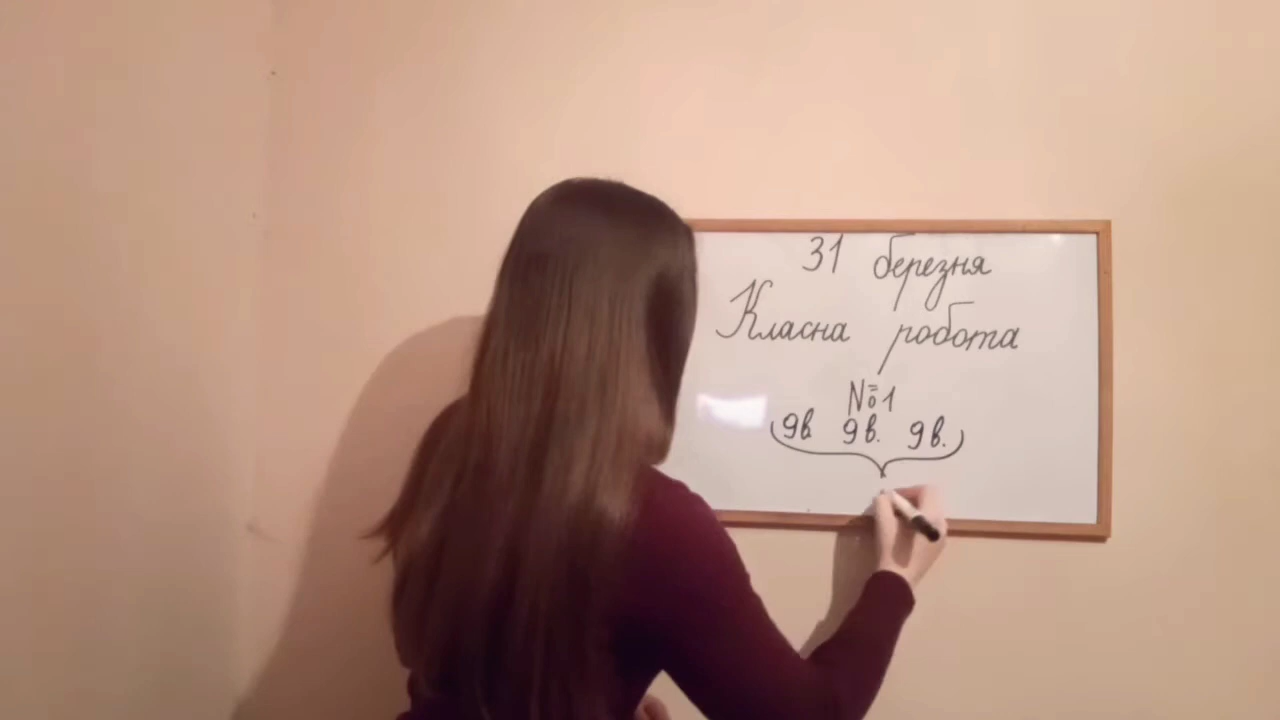 31 березня
Класна робота
№1
9в. 9в. 9в.